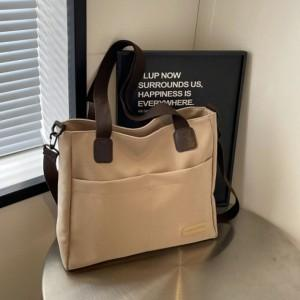 LUP NOW
SURROUNDS US,
HAPPINESS IS
EVERYWHERE.